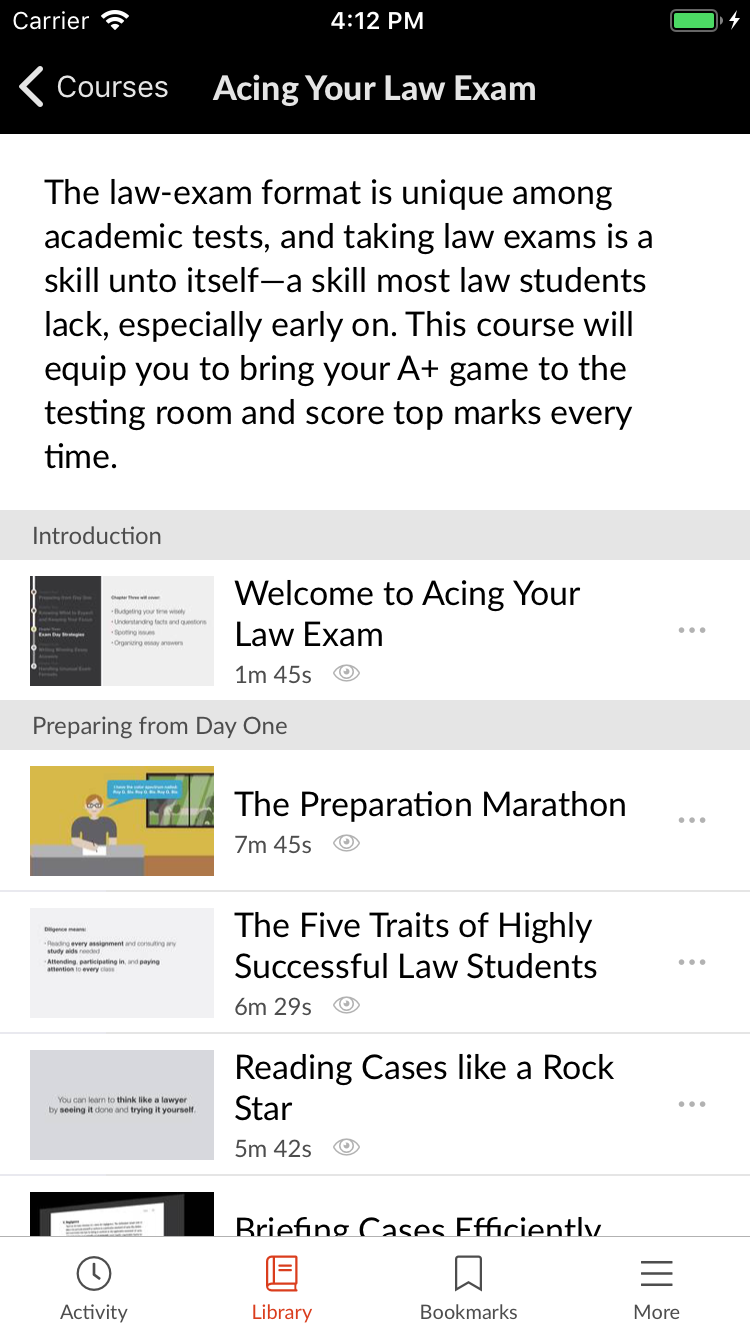 Carrier 4:12 PM
Courses Acing Your Law Exam
The law-exam format is unique among
academic tests, and taking law exams is a
skill unto itself—a skill most law students
lack, especially early on. This course will
equip you to bring your A+ game to the
testing room and score top marks every
time.
Introduction
Chapter Three will cover:
• Budgeting your time wisely
• Understanding facts and questions
• Spotting issues
• Organizing essay answers
Exam Day Strategies
Welcome to Acing Your
Law Exam
1m 45s
Preparing from Day One
The Preparation Marathon
7m 45s
Diligence means:
• Reading every assignment and consulting any
study aids needed
• Attending, participating in, and paying
attention to every class
The Five Traits of Highly
Successful Law Students
6m 29s
You can learn to think like a lawyer
by seeing it done and trying it yourself.
Reading Cases like a Rock
Star
5m 42s
Briefing Cases Efficiently
Activity Library Bookmarks More